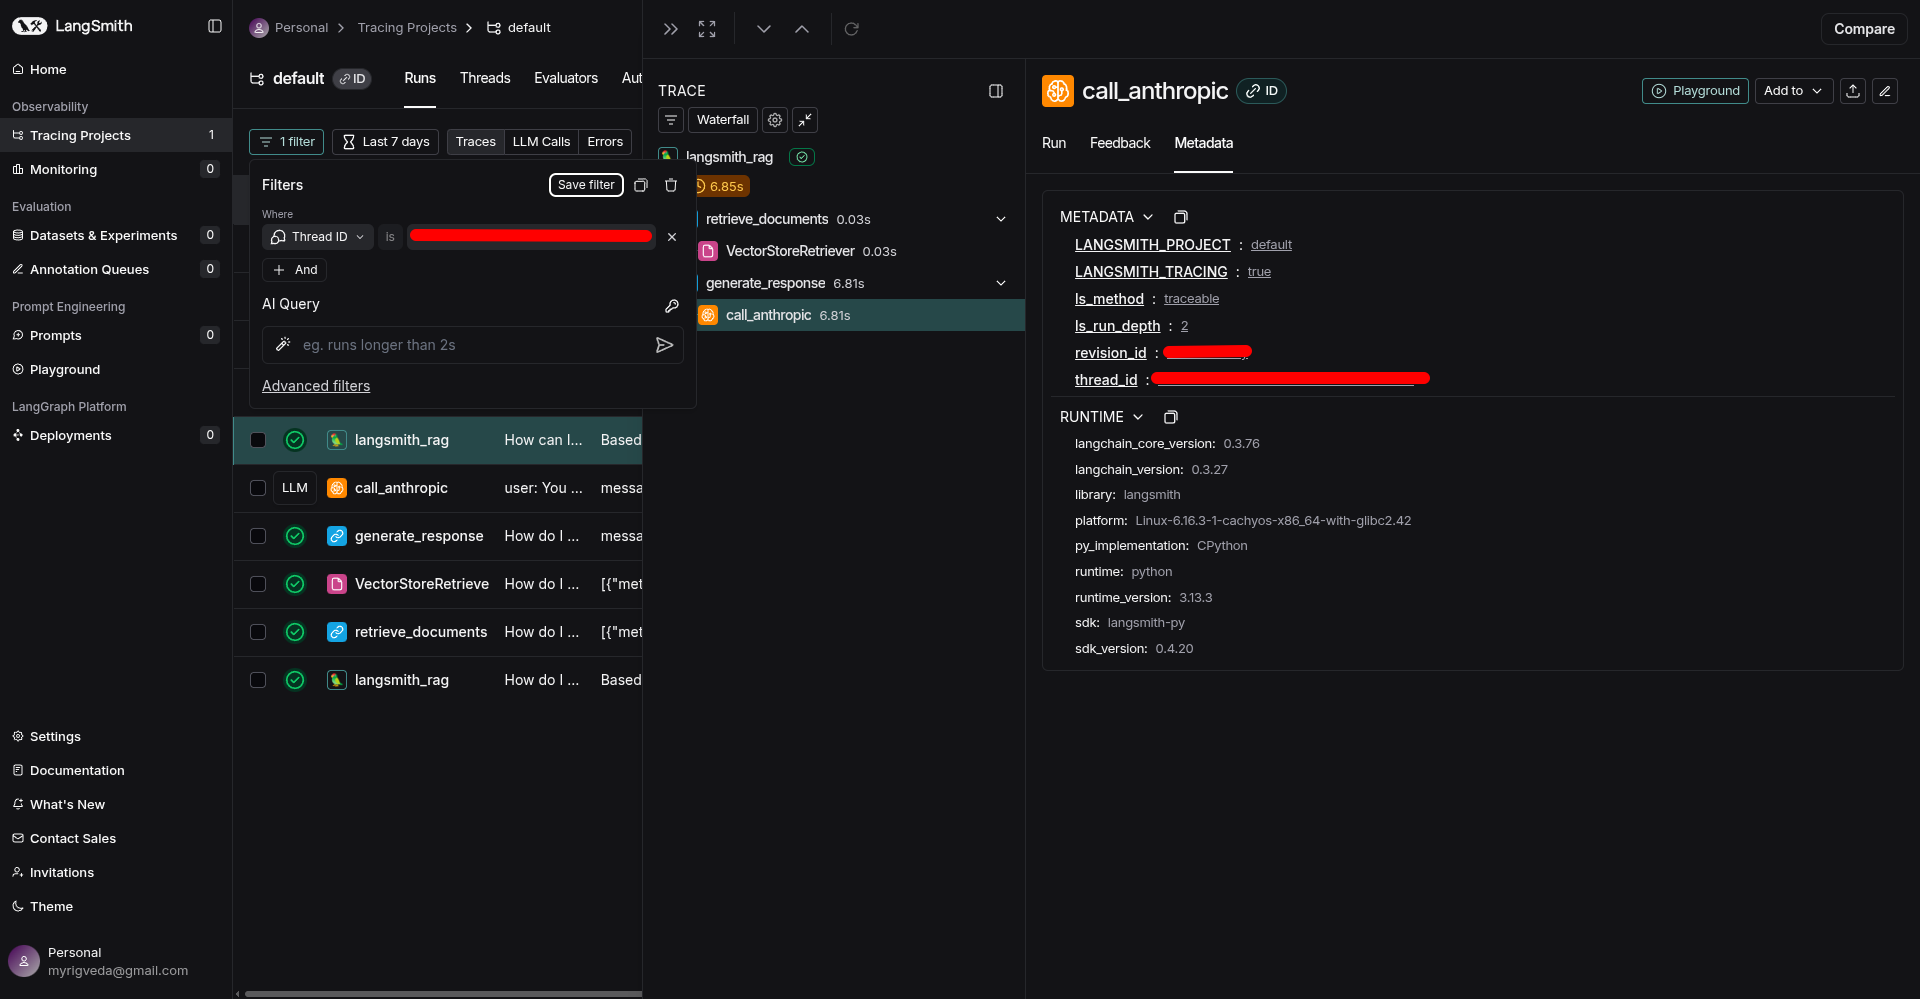 LangSmith
Home
Observability
Tracing Projects 1
Monitoring 0
Evaluation
Datasets & Experiments 0
Annotation Queues 0
Prompt Engineering
Prompts 0
Playground
LangGraph Platform
Deployments 0
Settings
Documentation
What's New
Contact Sales
Invitations
Theme
Personal
myrigveda@gmail.com
Personal > Tracing Projects > default
default ID Runs Threads Evaluators Aut
1 filter Last 7 days Traces LLM Calls Errors
Filters Save filter
Where
Thread ID is
And
AI Query
eg. runs longer than 2s
Advanced filters
langsmith_rag How can I... Based
LLM call_anthropic user: You ... messa
generate_response How do I ... messa
VectorStoreRetrieve How do I ... [{"met
retrieve_documents How do I ... [{"met
langsmith_rag How do I ... Based
TRACE
Waterfall
langsmith_rag
6.85s
retrieve_documents 0.03s
VectorStoreRetriever 0.03s
generate_response 6.81s
call_anthropic 6.81s
Compare
call_anthropic ID Playground Add to
Run Feedback Metadata
METADATA
LANGSMITH_PROJECT : default
LANGSMITH_TRACING : true
ls_method : traceable
ls_run_depth : 2
revision_id :
thread_id :
RUNTIME
langchain_core_version: 0.3.76
langchain_version: 0.3.27
library: langsmith
platform: Linux-6.16.3-1-cachyos-x86_64-with-glibc2.42
py_implementation: CPython
runtime: python
runtime_version: 3.13.3
sdk: langsmith-py
sdk_version: 0.4.20